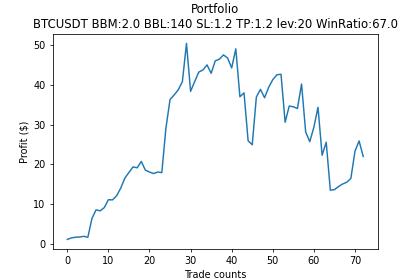 Portfolio
BTCUSDT BBM:2.0 BBL:140 SL:1.2 TP:1.2 lev:20 WinRatio:67.0
Profit ($)
50
40
30
20
10
0
0 10 20 30 40 50 60 70
Trade counts